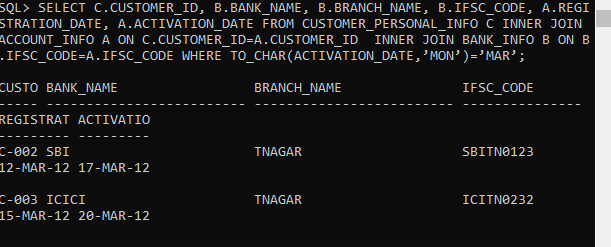 SQL> SELECT C.CUSTOMER_ID, B.BANK_NAME, B.BRANCH_NAME, B.IFSC_CODE, A.REGI
STRATION_DATE, A.ACTIVATION_DATE FROM CUSTOMER_PERSONAL_INFO C INNER JOIN
ACCOUNT_INFO A ON C.CUSTOMER_ID=A.CUSTOMER_ID  INNER JOIN BANK_INFO B ON B
.IFSC_CODE=A.IFSC_CODE WHERE TO_CHAR(ACTIVATION_DATE,’MON’)=’MAR’;
CUSTO BANK_NAME BRANCH_NAME IFSC_CODE
----- ------------------------- ------------------------- ---------------
REGISTRAT ACTIVATIO
--------- ---------
C-002 SBI TNAGAR SBITN0123
12-MAR-12 17-MAR-12
C-003 ICICI TNAGAR ICITN0232
15-MAR-12 20-MAR-12